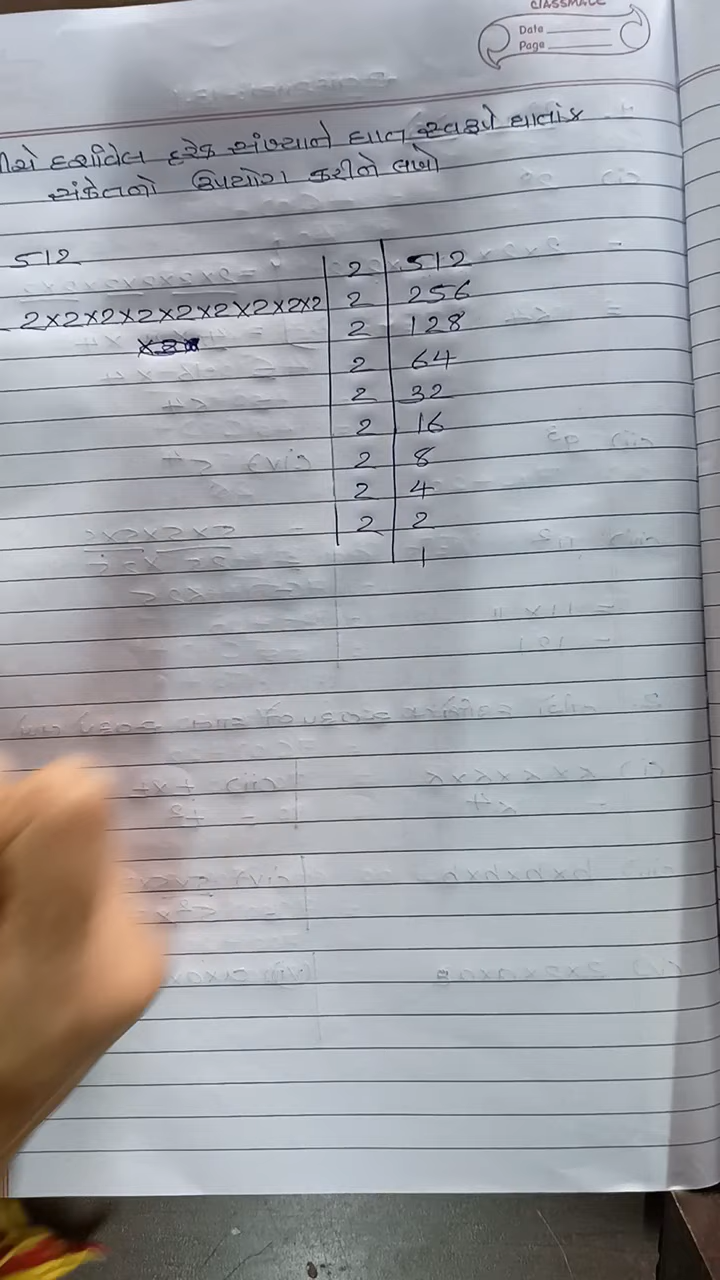 CLASSMATE
Date
Page
દર્શાવેલ દરેક સંખ્યાને ઘાત સ્વરૂપે ઘાતાંક
સંકેતનો ઉપયોગ કરીને લખો
512
2×2×2×2×2×2×2×2×2
2 512
2 256
2 128
2 64
2 32
2 16
2 8
2 4
2 2
1